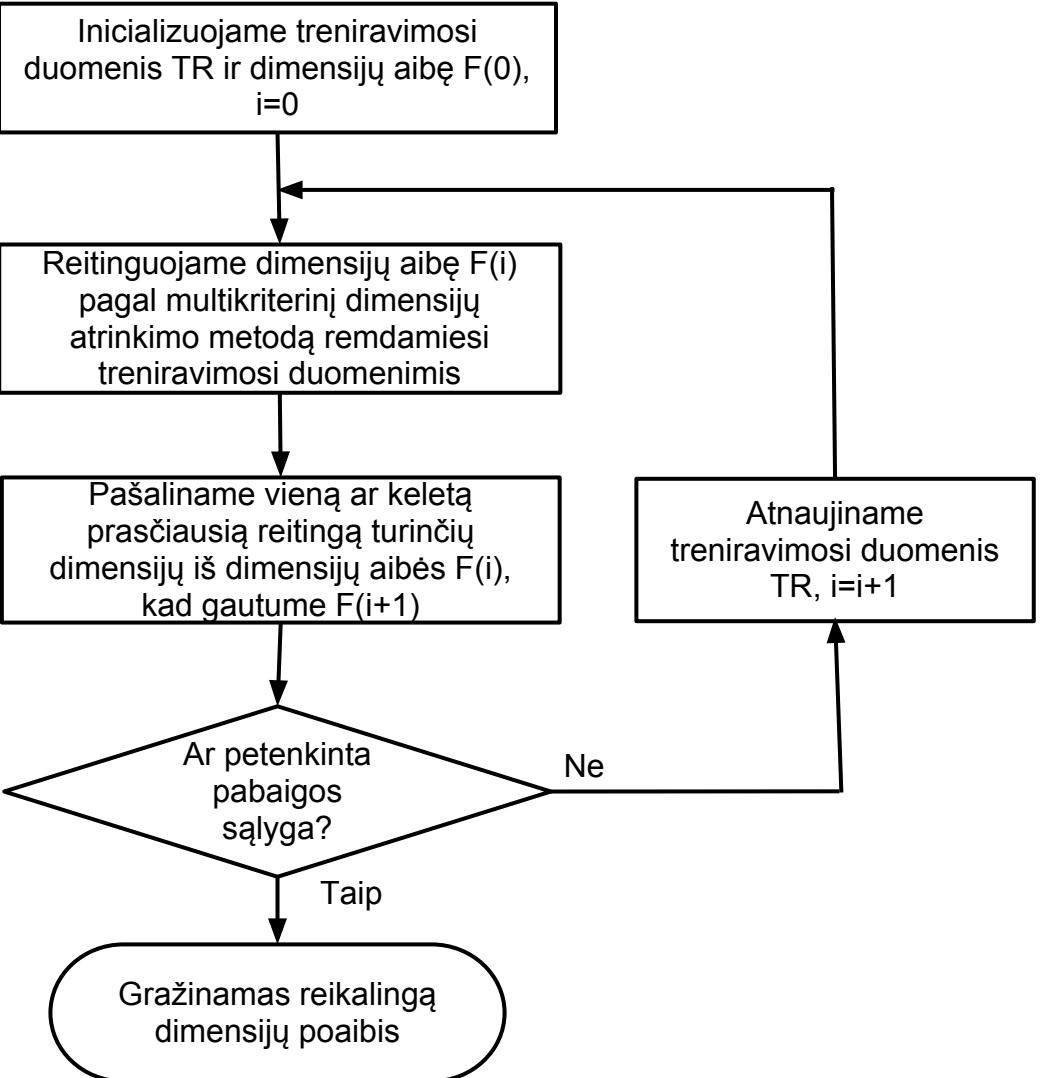 Inicializuojame treniravimosi
duomenis TR ir dimensijų aibę F(0),
i=0
Reitinguojame dimensijų aibę F(i)
pagal multikriterinį dimensijų
atrinkimo metodą remdamiesi
treniravimosi duomenimis
Pašaliname vieną ar keletą
prasčiausią reitingą turinčių
dimensijų iš dimensijų aibės F(i),
kad gautume F(i+1)
Atnaujiname
treniravimosi duomenis
TR, i=i+1
Ar petenkinta
pabaigos
sąlyga?
Ne
Taip
Gražinamas reikalingą
dimensijų poaibis